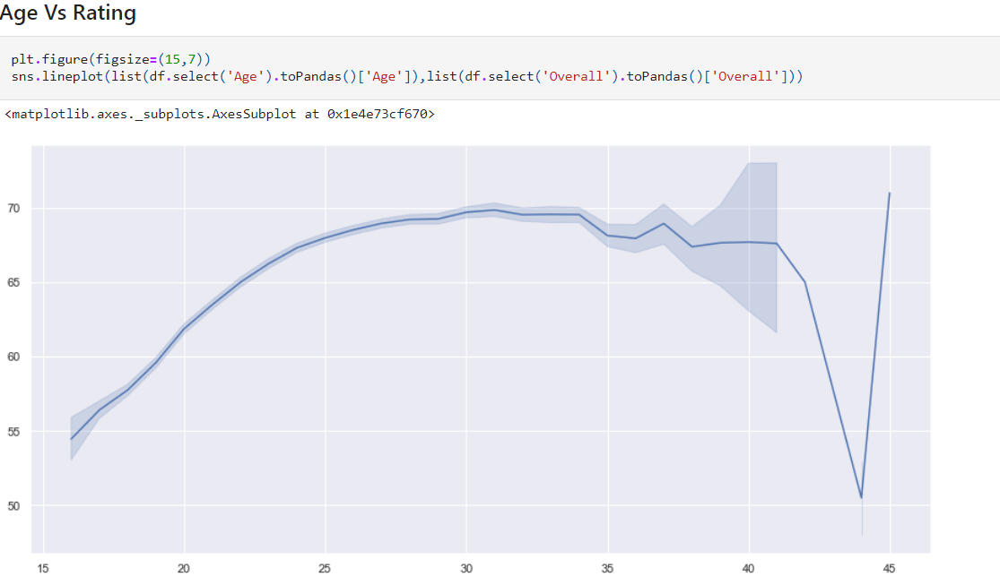 Age Vs Rating
plt.figure(figsize=(15,7))
sns.lineplot(list(df.select('Age').toPandas()['Age']),list(df.select('Overall').toPandas()['Overall']))
<matplotlib.axes._subplots.AxesSubplot at 0x1e4e73cf670>
70
65
60
55
50
15 20 25 30 35 40 45